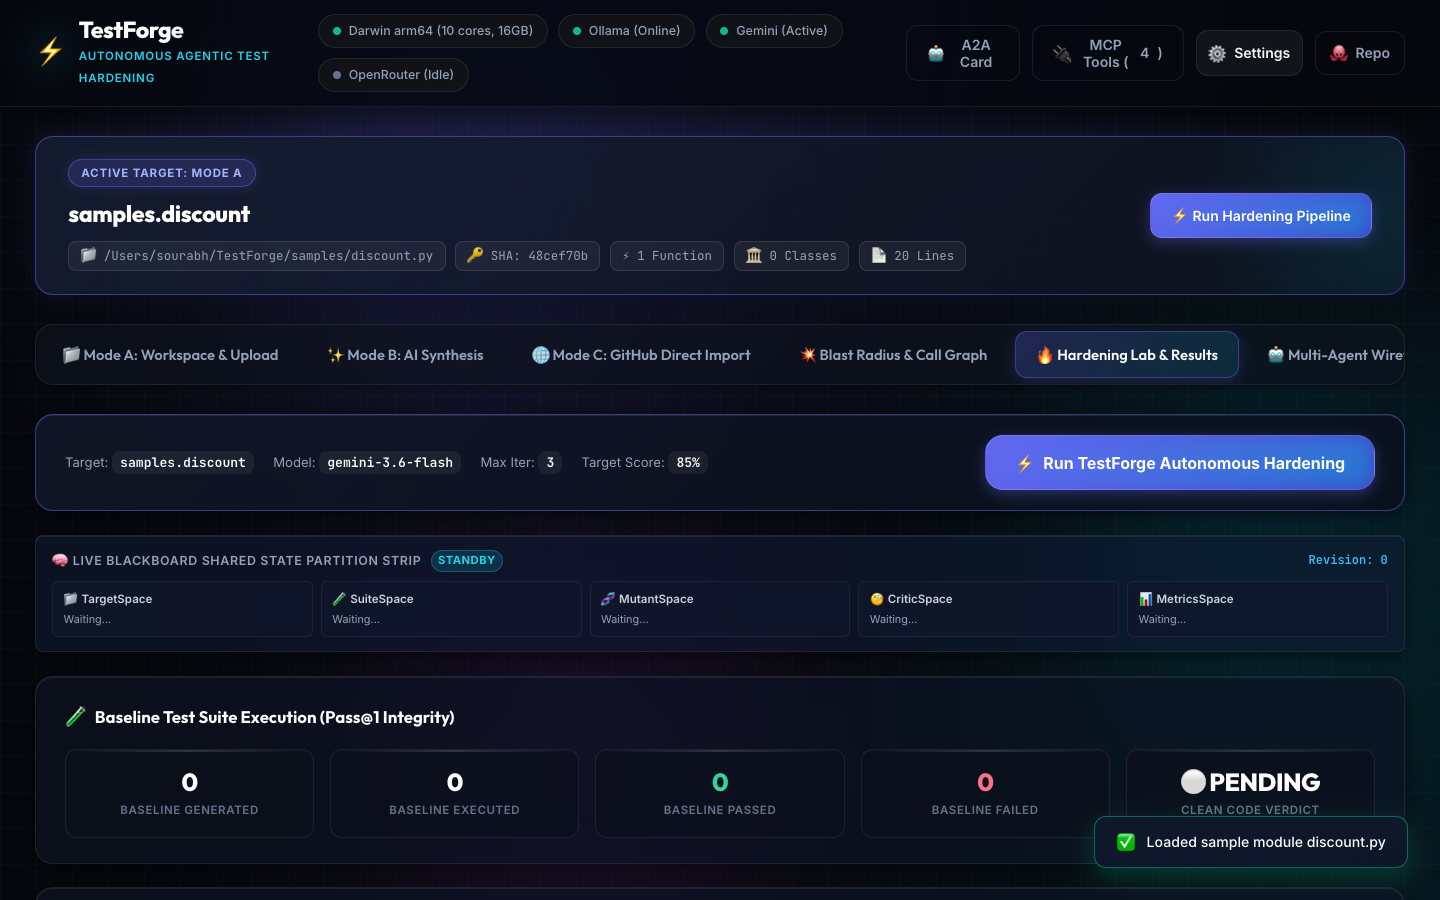 TestForge
AUTONOMOUS AGENTIC TEST
HARDENING
Darwin arm64 (10 cores, 16GB)
Ollama (Online)
Gemini (Active)
OpenRouter (Idle)
A2A
Card
MCP
Tools ( 4 )
Settings
Repo
ACTIVE TARGET: MODE A
samples.discount
/Users/sourabh/TestForge/samples/discount.py
SHA: 48cef70b
⚡ 1 Function
0 Classes
20 Lines
Run Hardening Pipeline
Mode A: Workspace & Upload
Mode B: AI Synthesis
Mode C: GitHub Direct Import
Blast Radius & Call Graph
Hardening Lab & Results
Multi-Agent Wire
Target: samples.discount
Model: gemini-3.6-flash
Max Iter: 3
Target Score: 85%
Run TestForge Autonomous Hardening
LIVE BLACKBOARD SHARED STATE PARTITION STRIP
STANDBY
Revision: 0
TargetSpace
Waiting...
SuiteSpace
Waiting...
MutantSpace
Waiting...
CriticSpace
Waiting...
MetricsSpace
Waiting...
Baseline Test Suite Execution (Pass@1 Integrity)
0
BASELINE GENERATED
0
BASELINE EXECUTED
0
BASELINE PASSED
0
BASELINE FAILED
PENDING
CLEAN CODE VERDICT
Loaded sample module discount.py